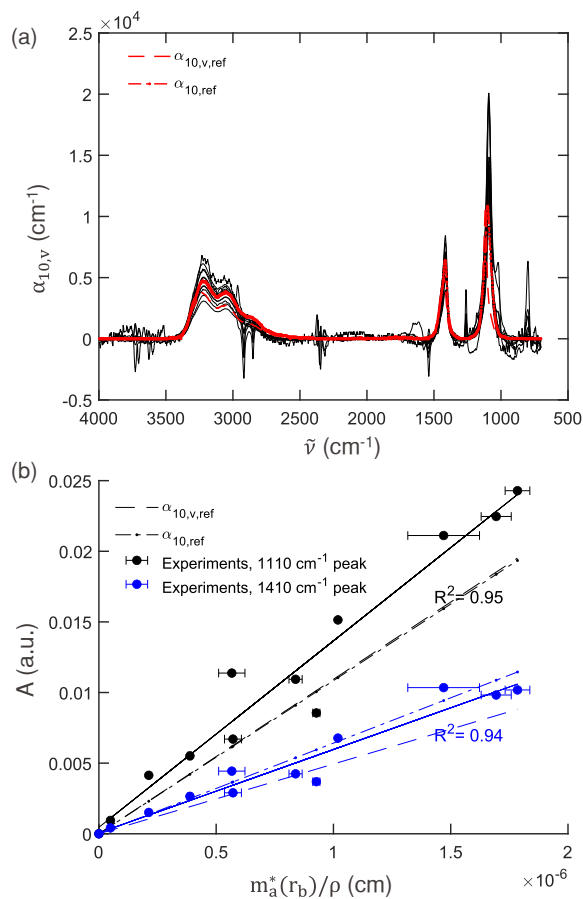 (a)
×10⁴
2.5
2
1.5
1
0.5
0
-0.5
α10,v (cm⁻¹)
α10,v,ref
α10,ref
4000 3500 3000 2500 2000 1500 1000 500
ν̃ (cm⁻¹)
(b)
0.025
0.02
0.015
0.01
0.005
0
A (a.u.)
α10,v,ref
α10,ref
Experiments, 1110 cm⁻¹ peak
Experiments, 1410 cm⁻¹ peak
R²= 0.95
R²= 0.94
0 0.5 1 1.5 2
×10⁻⁶
m*a(rb)/ρ (cm)